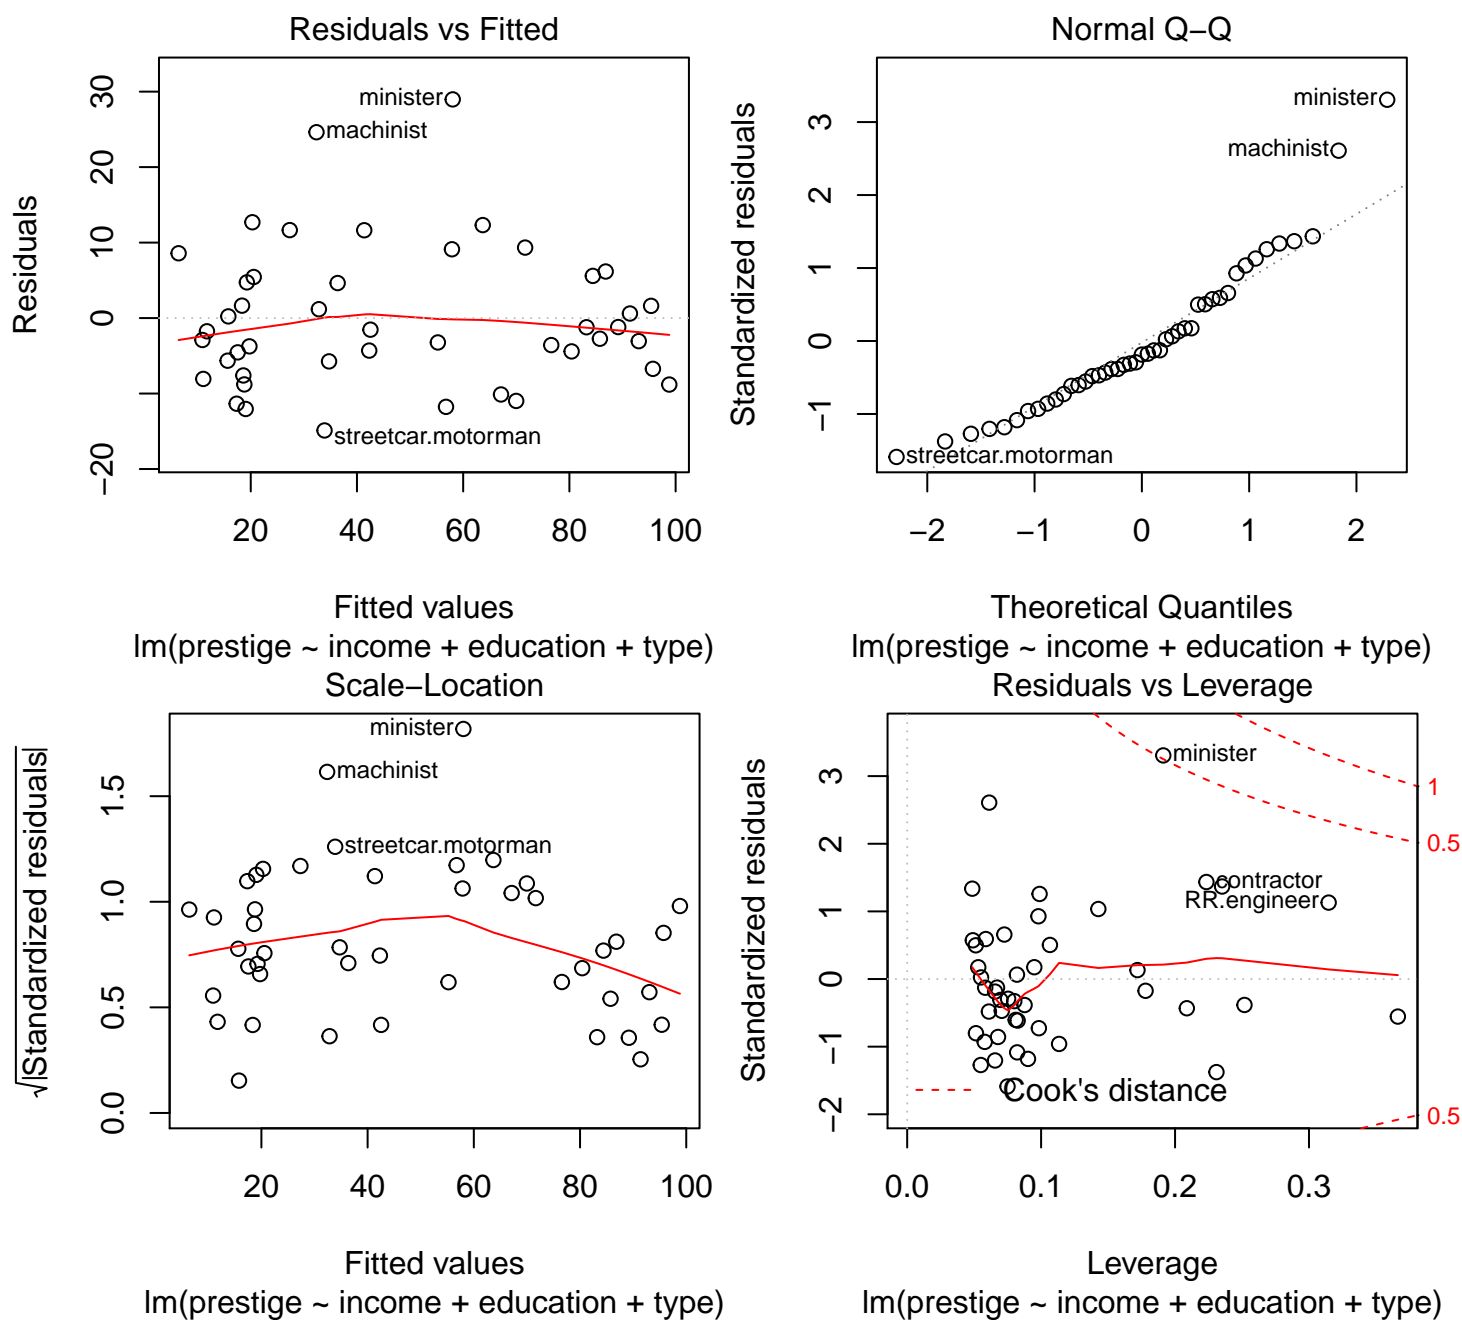 Residuals vs Fitted
Residuals
30
20
10
0
−20
minister
machinist
streetcar.motorman
20 40 60 80 100
Fitted values
lm(prestige ~ income + education + type)
Normal Q−Q
Standardized residuals
3
2
1
0
−1
minister
machinist
streetcar.motorman
−2 −1 0 1 2
Theoretical Quantiles
lm(prestige ~ income + education + type)
Scale−Location
√|Standardized residuals|
1.5
1.0
0.5
0.0
minister
machinist
streetcar.motorman
20 40 60 80 100
Fitted values
lm(prestige ~ income + education + type)
Residuals vs Leverage
Standardized residuals
3
2
1
0
−1
−2
minister
contractor
RR.engineer
Cook's distance
1
0.5
0.5
0.0 0.1 0.2 0.3
Leverage
lm(prestige ~ income + education + type)